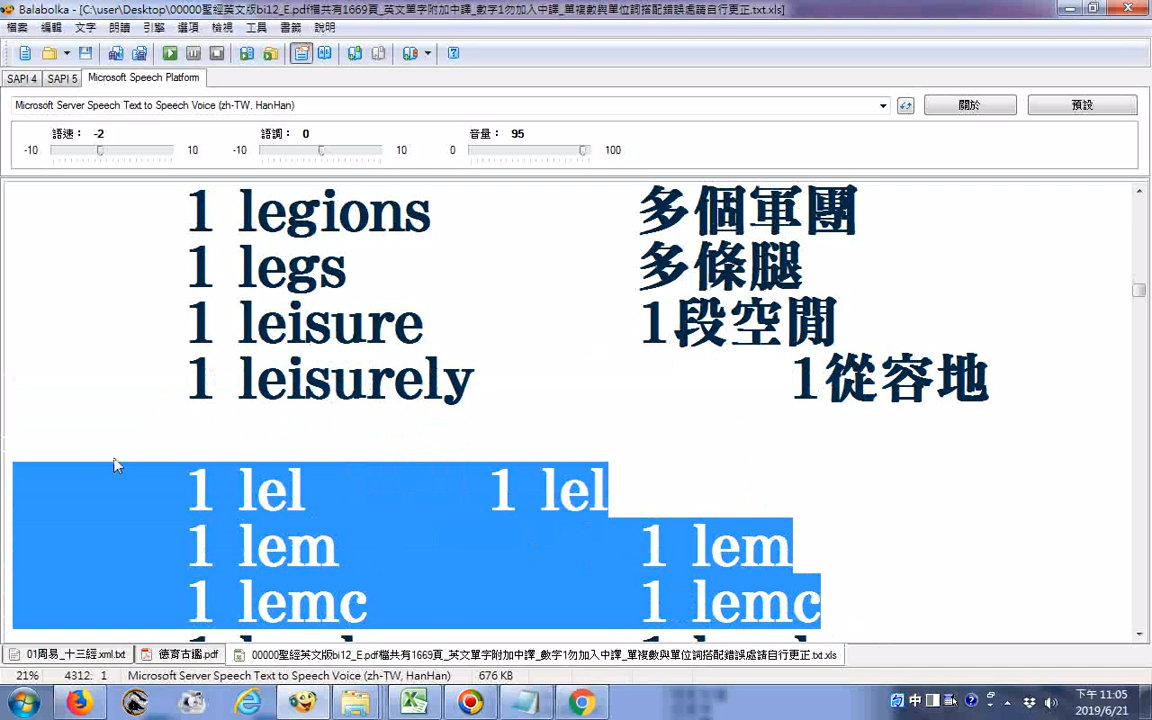 Balabolka - [C:\user\Desktop\00000聖經英文版bi12_E.pdf檔共有1669頁_英文單字附加中譯_數字1勿加入中譯_單複數與單位詞搭配錯誤處請自行更正.txt.xls]
檔案 編輯 文字 朗讀 引擎 選項 檢視 工具 書籤 說明
SAPI 4 SAPI 5 Microsoft Speech Platform
Microsoft Server Speech Text to Speech Voice (zh-TW, HanHan) 關於 預設
語速： -2 語調： 0 音量： 95
-10 10 -10 10 0 100
1 legions 多個軍團
1 legs 多條腿
1 leisure 1段空閒
1 leisurely 1從容地
1 lel 1 lel
1 lem 1 lem
1 lemc 1 lemc
01周易_十三經.xml.txt 德育古鑑.pdf 00000聖經英文版bi12_E.pdf檔共有1669頁_英文單字附加中譯_數字1勿加入中譯_單複數與單位詞搭配錯誤處請自行更正.txt.xls
21% 4312: 1 Microsoft Server Speech Text to Speech Voice (zh-TW, HanHan) 676 KB
中 下午 11:05
2019/6/21